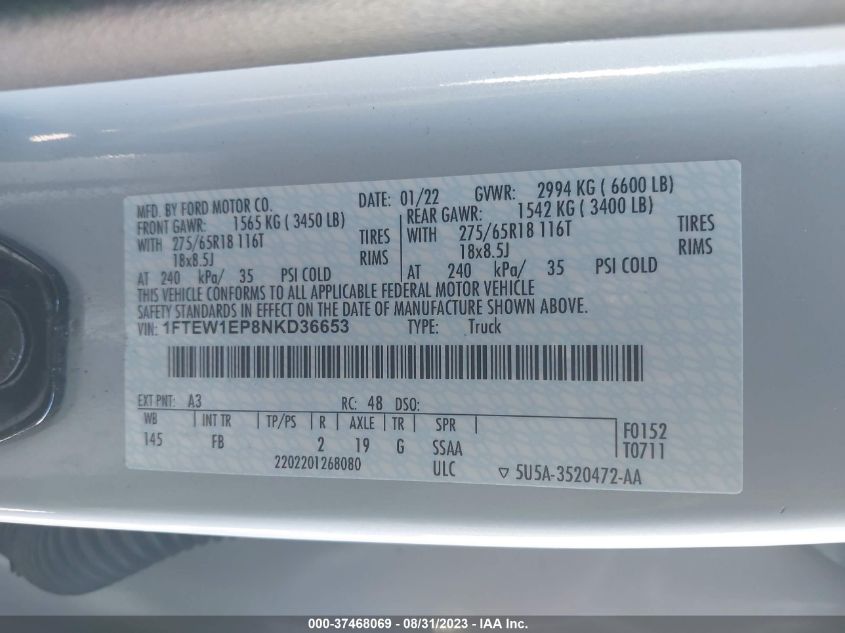 MFD. BY FORD MOTOR CO. DATE: 01/22 GVWR: 2994 KG ( 6600 LB)
FRONT GAWR: 1565 KG ( 3450 LB) REAR GAWR: 1542 KG ( 3400 LB)
WITH 275/65R18 116T TIRES WITH 275/65R18 116T TIRES
18x8.5J RIMS 18x8.5J RIMS
AT 240 kPa/ 35 PSI COLD AT 240 kPa/ 35 PSI COLD
THIS VEHICLE CONFORMS TO ALL APPLICABLE FEDERAL MOTOR VEHICLE
SAFETY STANDARDS IN EFFECT ON THE DATE OF MANUFACTURE SHOWN ABOVE.
VIN: 1FTEW1EP8NKD36653 TYPE: Truck
EXT PNT: A3 RC: 48 DSO:
WB INT TR TP/PS R AXLE TR SPR F0152
145 FB 2 19 G SSAA T0711
2202201268080 ULC ▽ 5U5A-3520472-AA
000-37468069 - 08/31/2023 - IAA Inc.